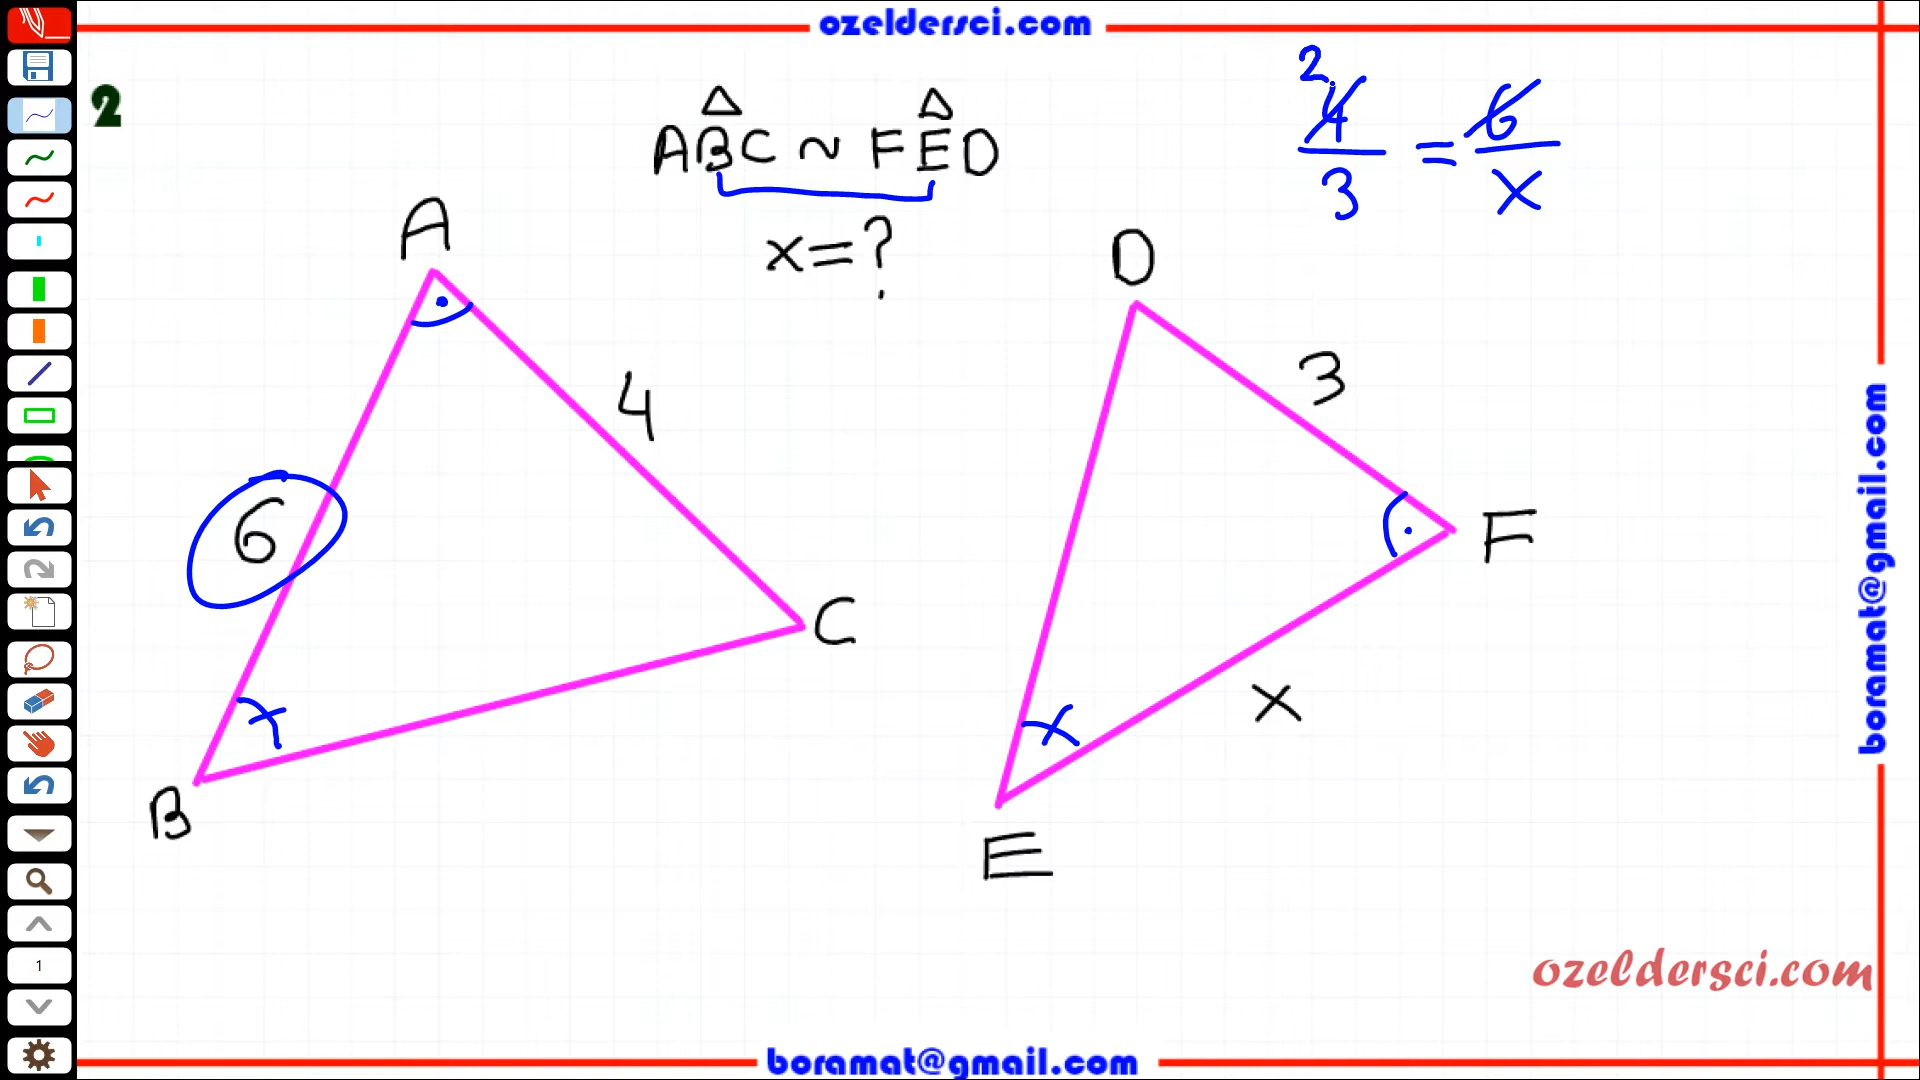 ozeldersci.com
2
ABC ~ FED
x=?
2
4/3 = 6/x
A
D
4
3
6
F
C
x
B
E
boramat@gmail.com
ozeldersci.com
1
boramat@gmail.com